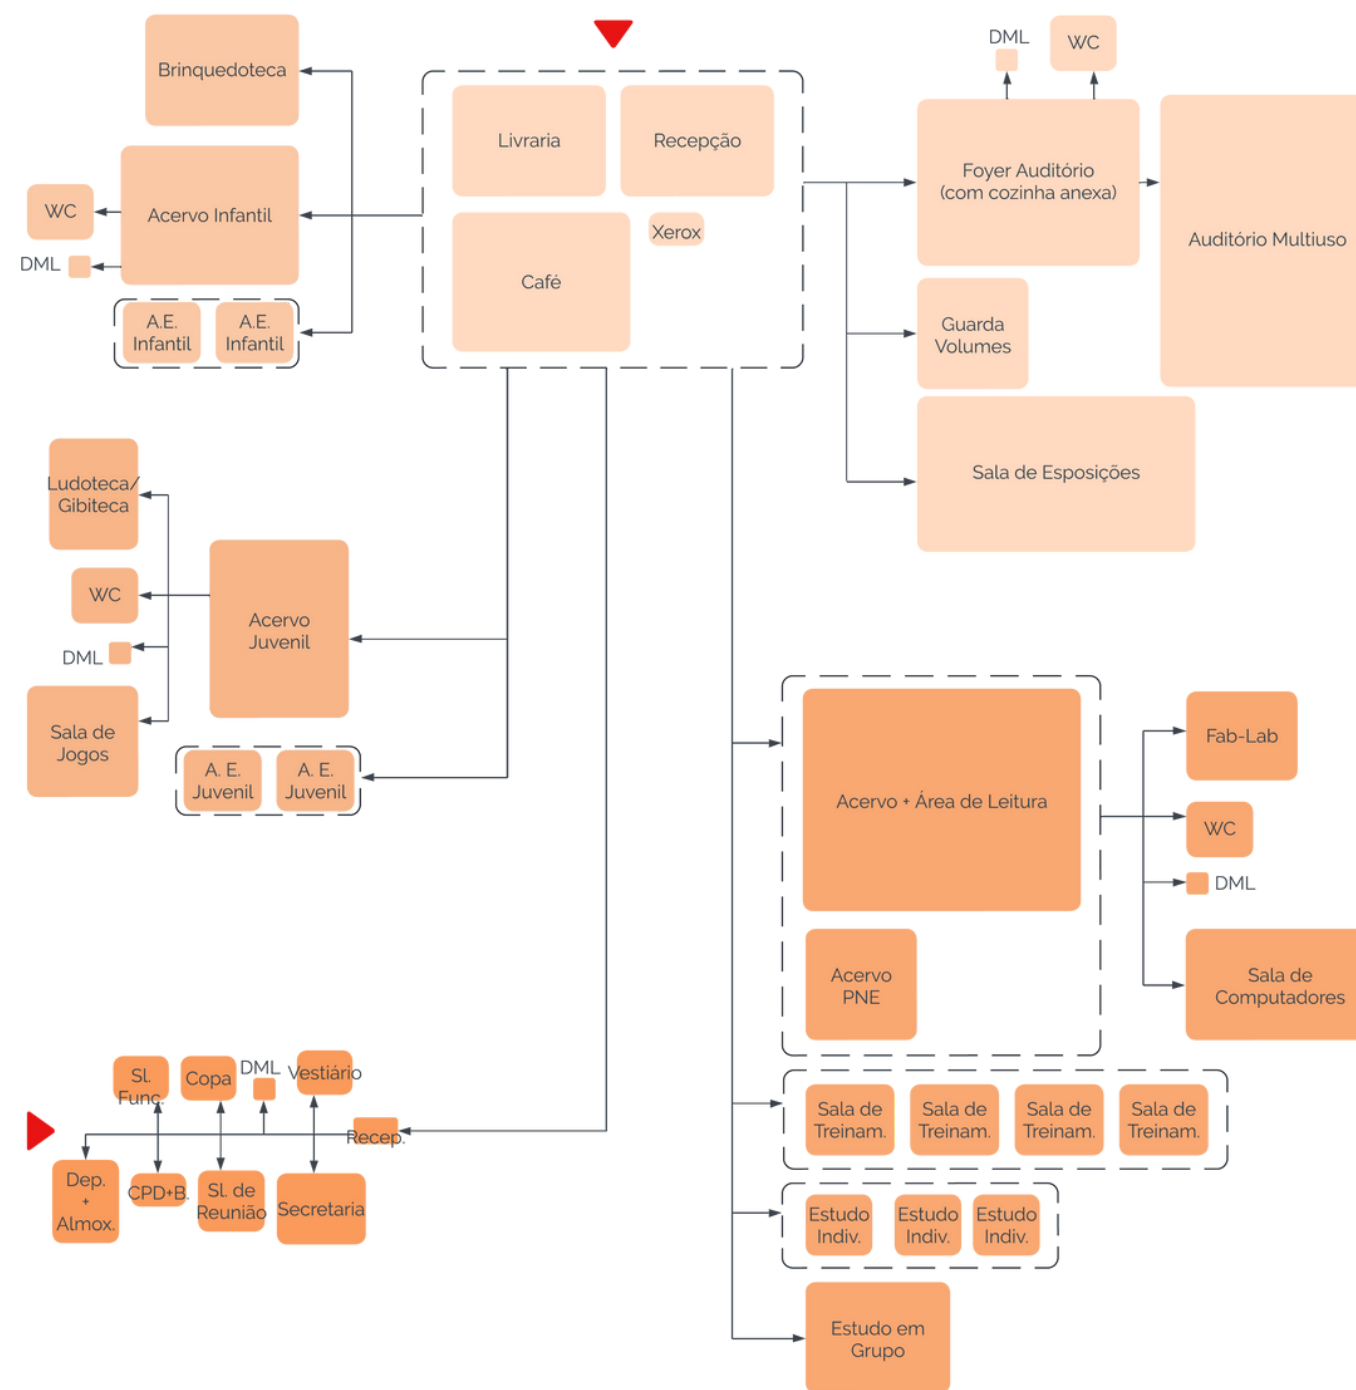 DML
WC
Brinquedoteca
Livraria
Recepção
Foyer Auditório
(com cozinha anexa)
Auditório Multiuso
WC
Acervo Infantil
Xerox
DML
Café
A.E.
Infantil
A.E.
Infantil
Guarda
Volumes
Sala de Esposições
Ludoteca/
Gibiteca
WC
Acervo
Juvenil
DML
Sala de
Jogos
A. E.
Juvenil
A. E.
Juvenil
Acervo + Área de Leitura
Fab-Lab
WC
DML
Acervo
PNE
Sala de
Computadores
Sl.
Func.
Copa
DML
Vestiário
Recep.
Dep.
+
Almox.
CPD+B.
Sl. de
Reunião
Secretaria
Sala de
Treinam.
Sala de
Treinam.
Sala de
Treinam.
Sala de
Treinam.
Estudo
Indiv.
Estudo
Indiv.
Estudo
Indiv.
Estudo em
Grupo